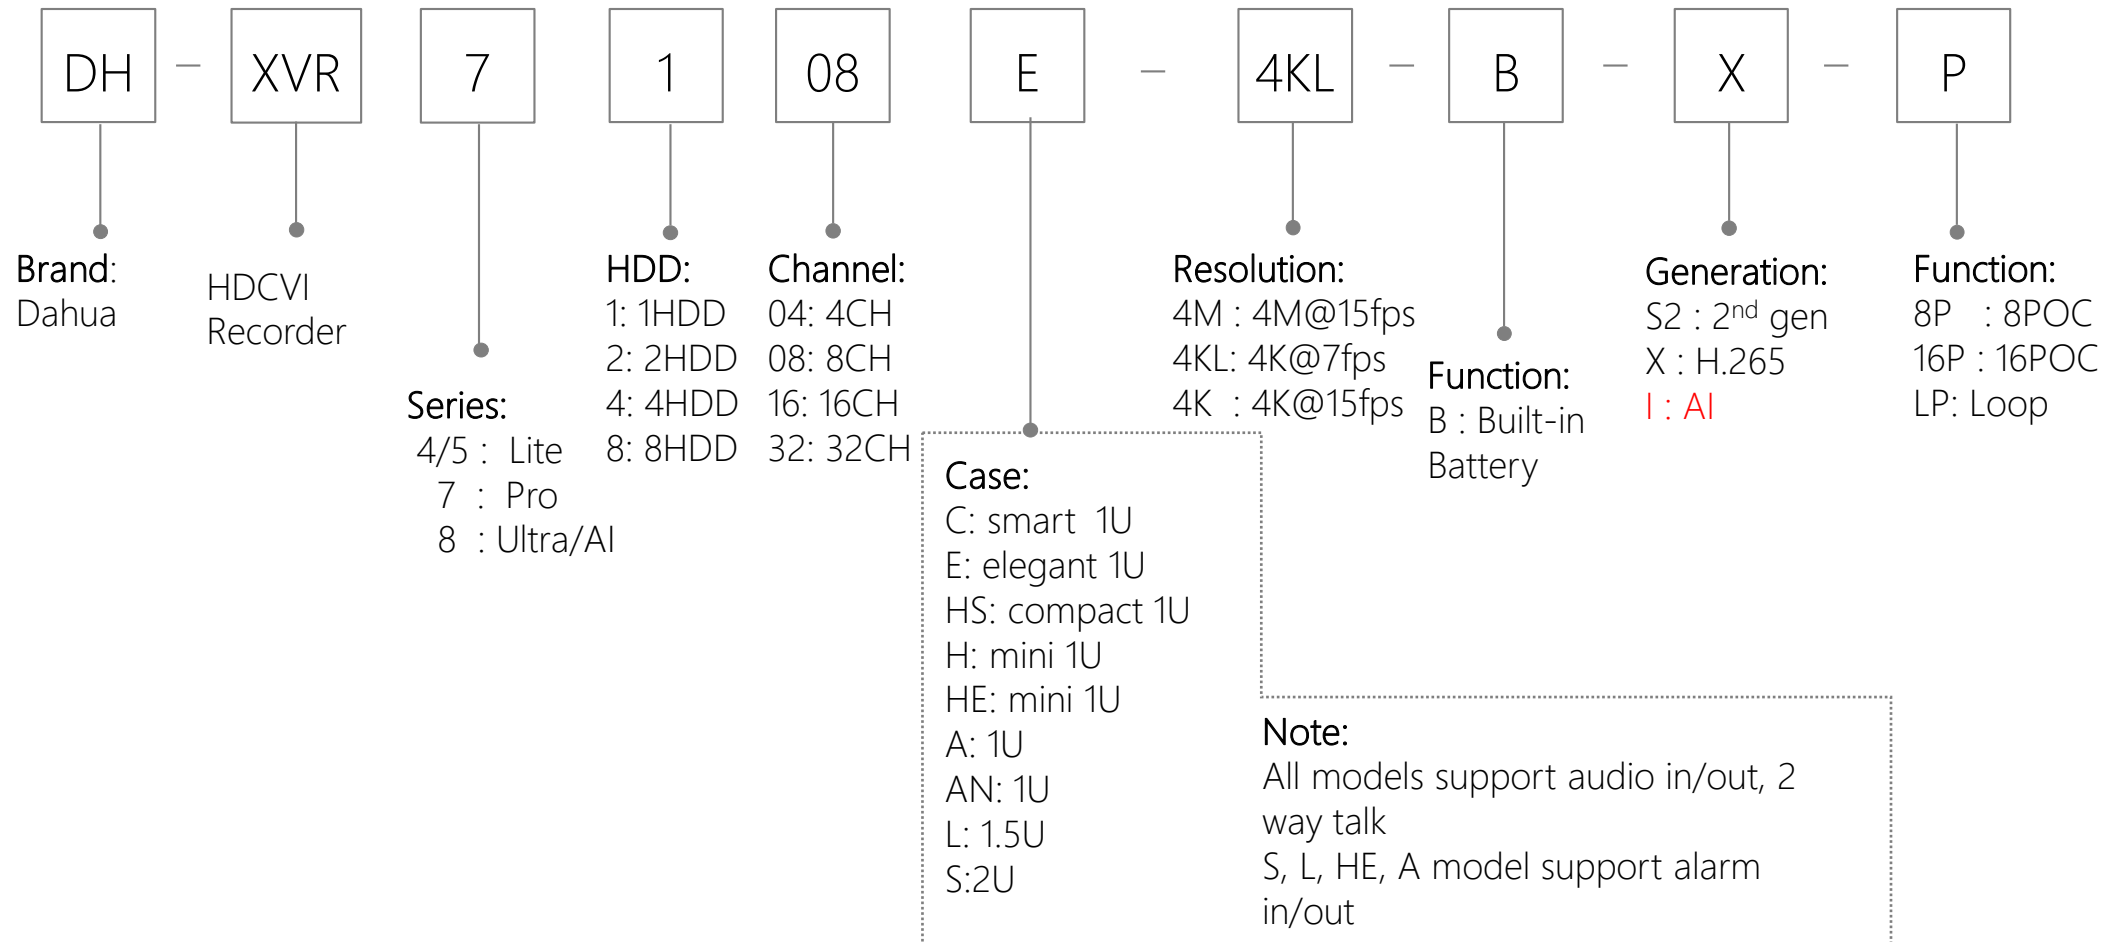 DH – XVR 7 1 08 E – 4KL – B – X – P
Brand:
Dahua
HDCVI
Recorder
Series:
4/5 : Lite
7 : Pro
8 : Ultra/AI
HDD:
1: 1HDD
2: 2HDD
4: 4HDD
8: 8HDD
Channel:
04: 4CH
08: 8CH
16: 16CH
32: 32CH
Case:
C: smart 1U
E: elegant 1U
HS: compact 1U
H: mini 1U
HE: mini 1U
A: 1U
AN: 1U
L: 1.5U
S:2U
Resolution:
4M : 4M@15fps
4KL: 4K@7fps
4K : 4K@15fps
Function:
B : Built-in
Battery
Generation:
S2 : 2nd gen
X : H.265
I : AI
Function:
8P : 8POC
16P : 16POC
LP: Loop
Note:
All models support audio in/out, 2
way talk
S, L, HE, A model support alarm
in/out